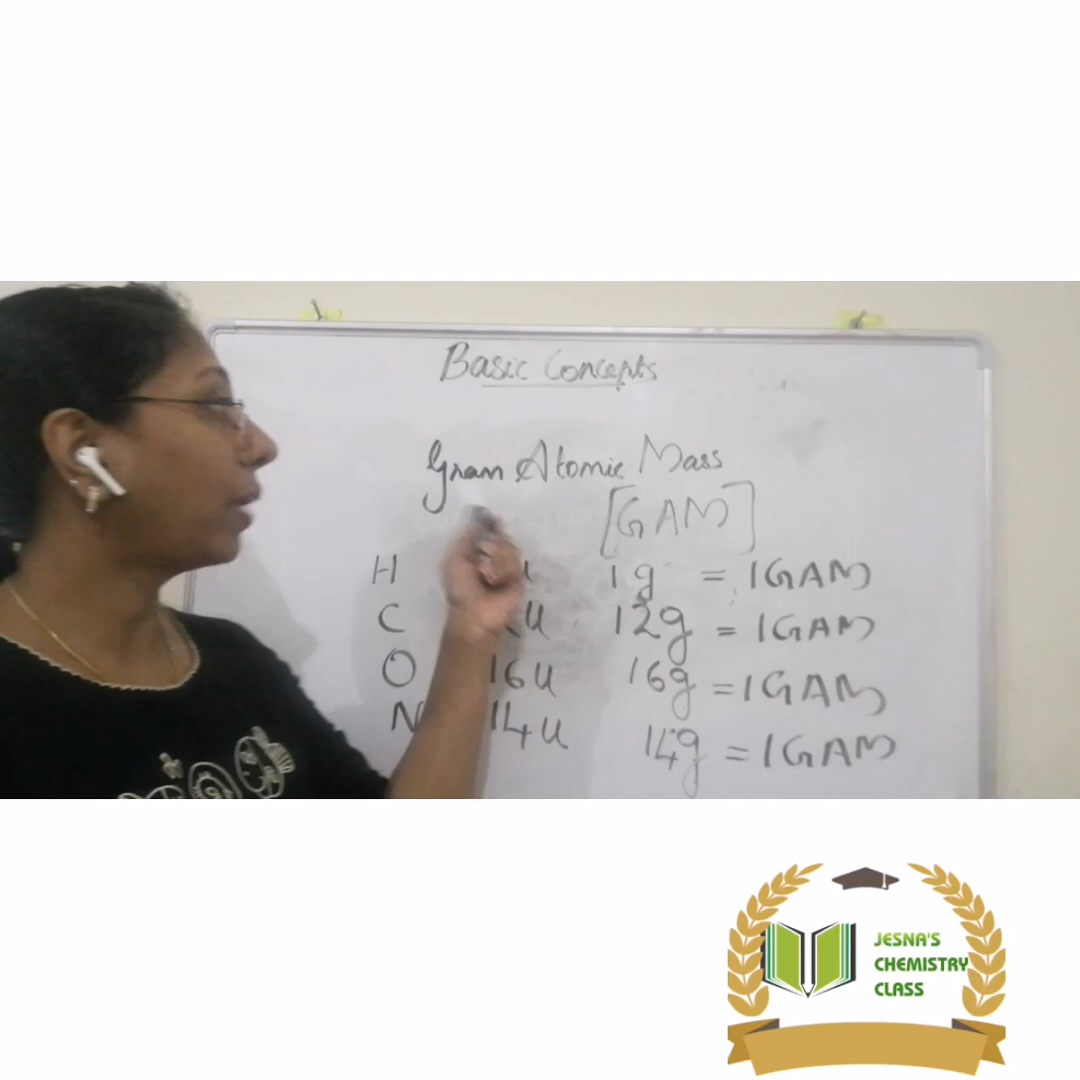 Basic Concepts
Gram Atomic Mass
[GAM]
H 1g = 1GAM
C u 12g = 1GAM
O 16u 16g = 1GAM
N 14u 14g = 1GAM
JESNA'S
CHEMISTRY
CLASS